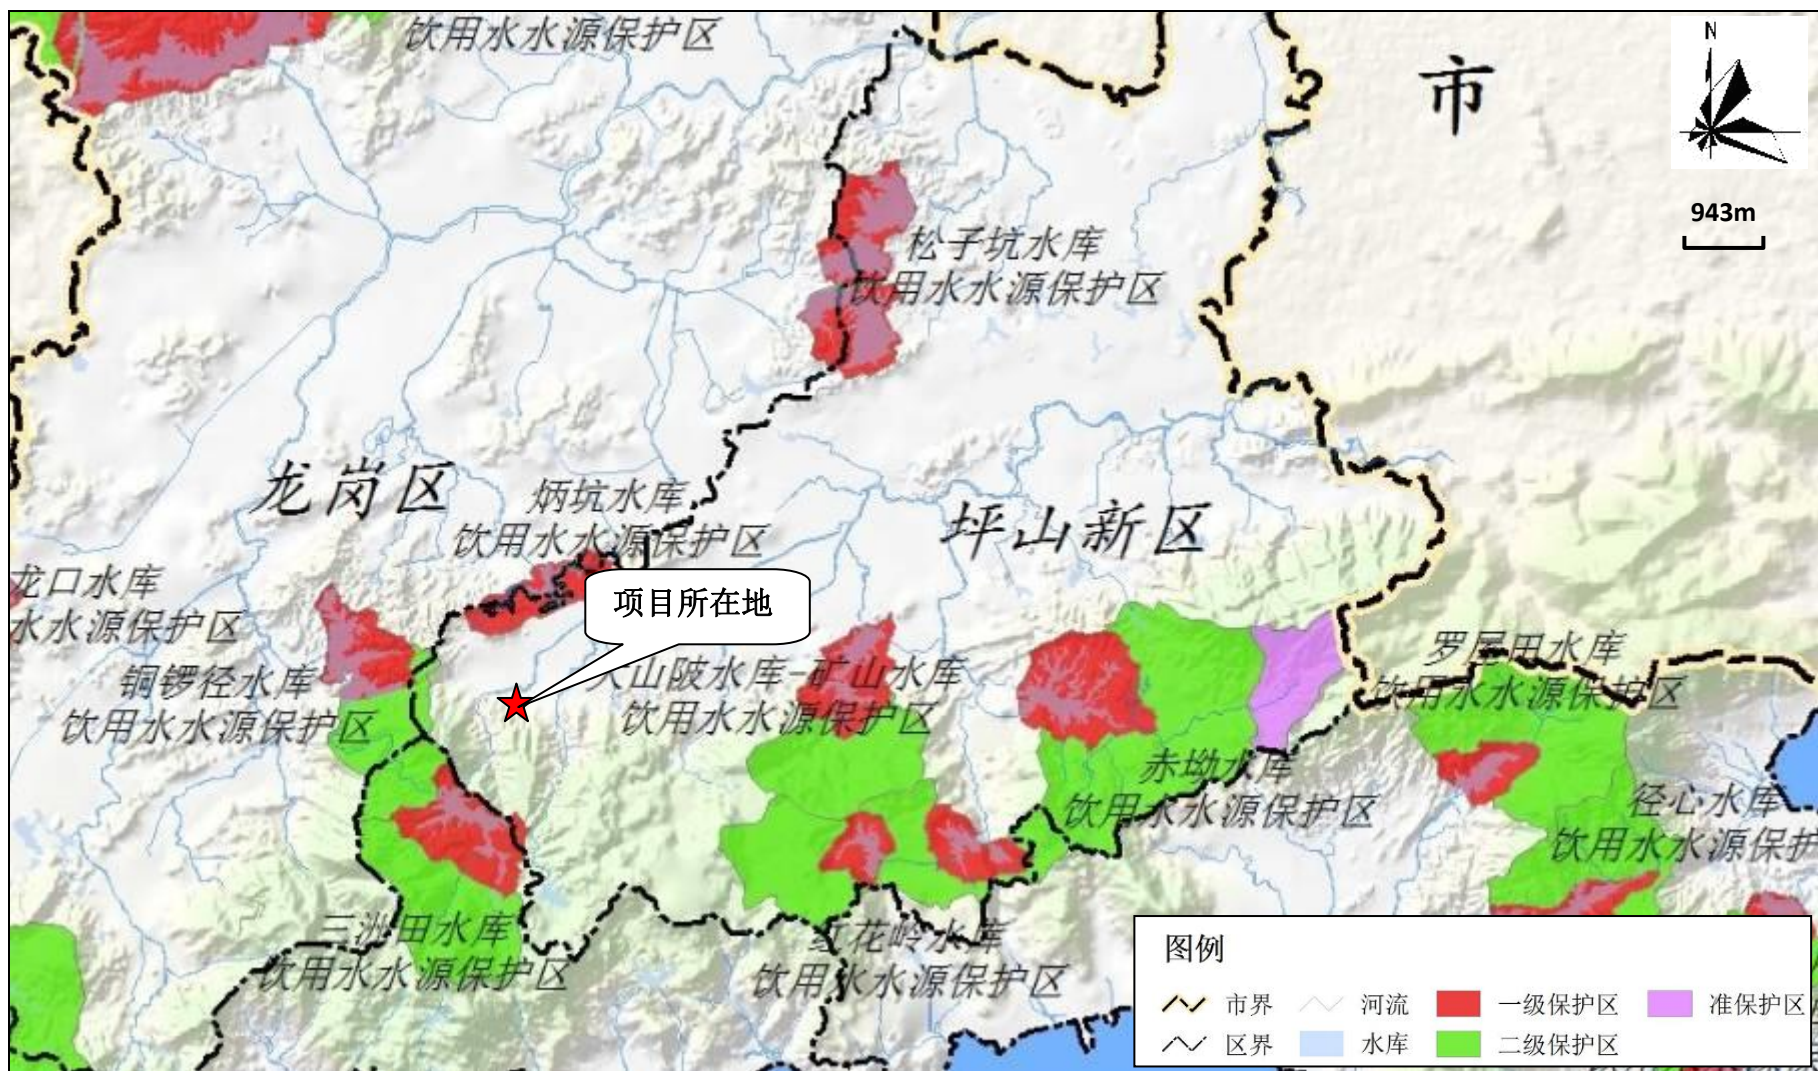 饮用水水源保护区
市
N
943m
松子坑水库
饮用水水源保护区
龙岗区
炳坑水库
饮用水水源保护区
坪山新区
项目所在地
龙口水库
水水源保护区
铜锣径水库
饮用水水源保护区
大山陂水库-矿山水库
饮用水水源保护区
罗屋田水库
饮用水水源保护区
赤坳水库
饮用水水源保护区
径心水库
饮用水水源保护
三洲田水库
饮用水水源保护区
红花岭水库
饮用水水源保护区
图例
市界 河流 一级保护区 准保护区
区界 水库 二级保护区